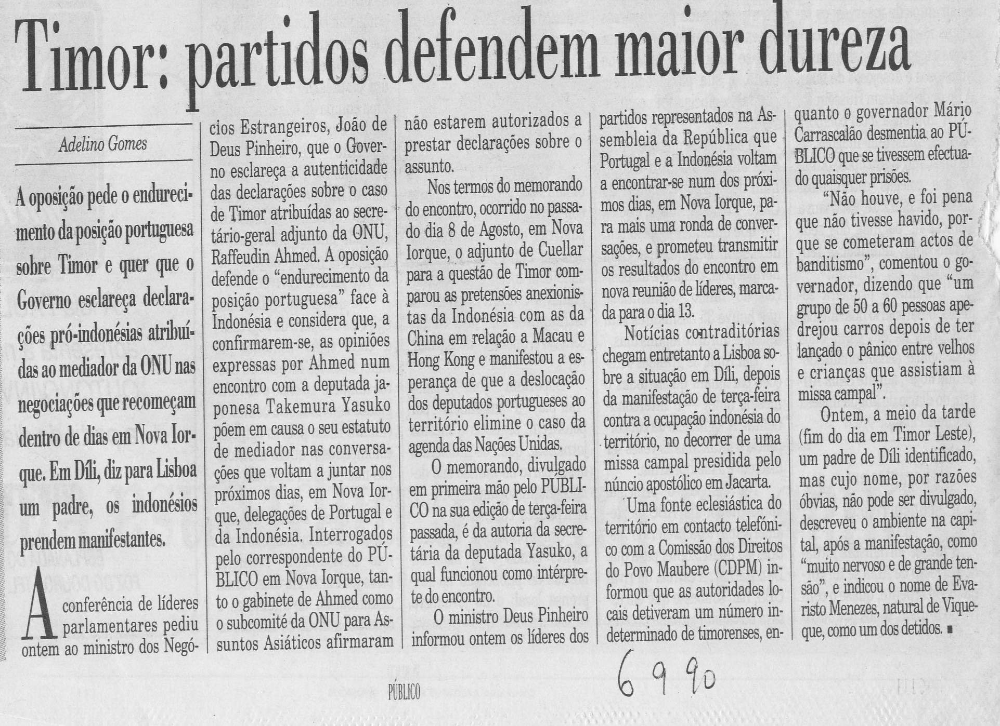 Timor: partidos defendem maior dureza
Adelino Gomes
A oposição pede o endureci-
mento da posição portuguesa
sobre Timor e quer que o
Governo esclareça declara-
ções pró-indonésias atribuí-
das ao mediador da ONU nas
negociações que recomeçam
dentro de dias em Nova Ior-
que. Em Díli, diz para Lisboa
um padre, os indonésios
prendem manifestantes.
A conferência de líderes
parlamentares pediu
ontem ao ministro dos Negó-
cios Estrangeiros, João de
Deus Pinheiro, que o Gover-
no esclareça a autenticidade
das declarações sobre o caso
de Timor atribuídas ao secre-
tário-geral adjunto da ONU,
Raffeudin Ahmed. A oposição
defende o “endurecimento da
posição portuguesa” face à
Indonésia e considera que, a
confirmarem-se, as opiniões
expressas por Ahmed num
encontro com a deputada ja-
ponesa Takemura Yasuko
põem em causa o seu estatuto
de mediador nas conversa-
ções que voltam a juntar nos
próximos dias, em Nova Ior-
que, delegações de Portugal e
da Indonésia. Interrogados
pelo correspondente do PÚ-
BLICO em Nova Iorque, tan-
to o gabinete de Ahmed como
o subcomité da ONU para As-
suntos Asiáticos afirmaram
não estarem autorizados a
prestar declarações sobre o
assunto.
Nos termos do memorando
do encontro, ocorrido no passa-
do dia 8 de Agosto, em Nova
Iorque, o adjunto de Cuellar
para a questão de Timor com-
parou as pretensões anexionis-
tas da Indonésia com as da
China em relação a Macau e
Hong Kong e manifestou a es-
perança de que a deslocação
dos deputados portugueses ao
território elimine o caso da
agenda das Nações Unidas.
O memorando, divulgado
em primeira mão pelo PÚBLI-
CO na sua edição de terça-feira
passada, é da autoria da secre-
tária da deputada Yasuko, a
qual funcionou como intérpre-
te do encontro.
O ministro Deus Pinheiro
informou ontem os líderes dos
partidos representados na As-
sembleia da República que
Portugal e a Indonésia voltam
a encontrar-se num dos próxi-
mos dias, em Nova Iorque, pa-
ra mais uma ronda de conver-
sações, e prometeu transmitir
os resultados do encontro em
nova reunião de líderes, marca-
da para o dia 13.
Notícias contraditórias
chegam entretanto a Lisboa so-
bre a situação em Díli, depois
da manifestação de terça-feira
contra a ocupação indonésia do
território, no decorrer de uma
missa campal presidida pelo
núncio apostólico em Jacarta.
Uma fonte eclesiástica do
território em contacto telefóni-
co com a Comissão dos Direitos
do Povo Maubere (CDPM) in-
formou que as autoridades lo-
cais detiveram um número in-
determinado de timorenses, en-
quanto o governador Mário
Carrascalão desmentia ao PÚ-
BLICO que se tivessem efectua-
do quaisquer prisões.
“Não houve, e foi pena
que não tivesse havido, por-
que se cometeram actos de
banditismo”, comentou o go-
vernador, dizendo que “um
grupo de 50 a 60 pessoas ape-
drejou carros depois de ter
lançado o pânico entre velhos
e crianças que assistiam à
missa campal”.
Ontem, a meio da tarde
(fim do dia em Timor Leste),
um padre de Díli identificado,
mas cujo nome, por razões
óbvias, não pode ser divulgado,
descreveu o ambiente na capi-
tal, após a manifestação, como
“muito nervoso e de grande ten-
são”, e indicou o nome de Eva-
risto Menezes, natural de Vique-
que, como um dos detidos. ■
PÚBLICO
6 9 90